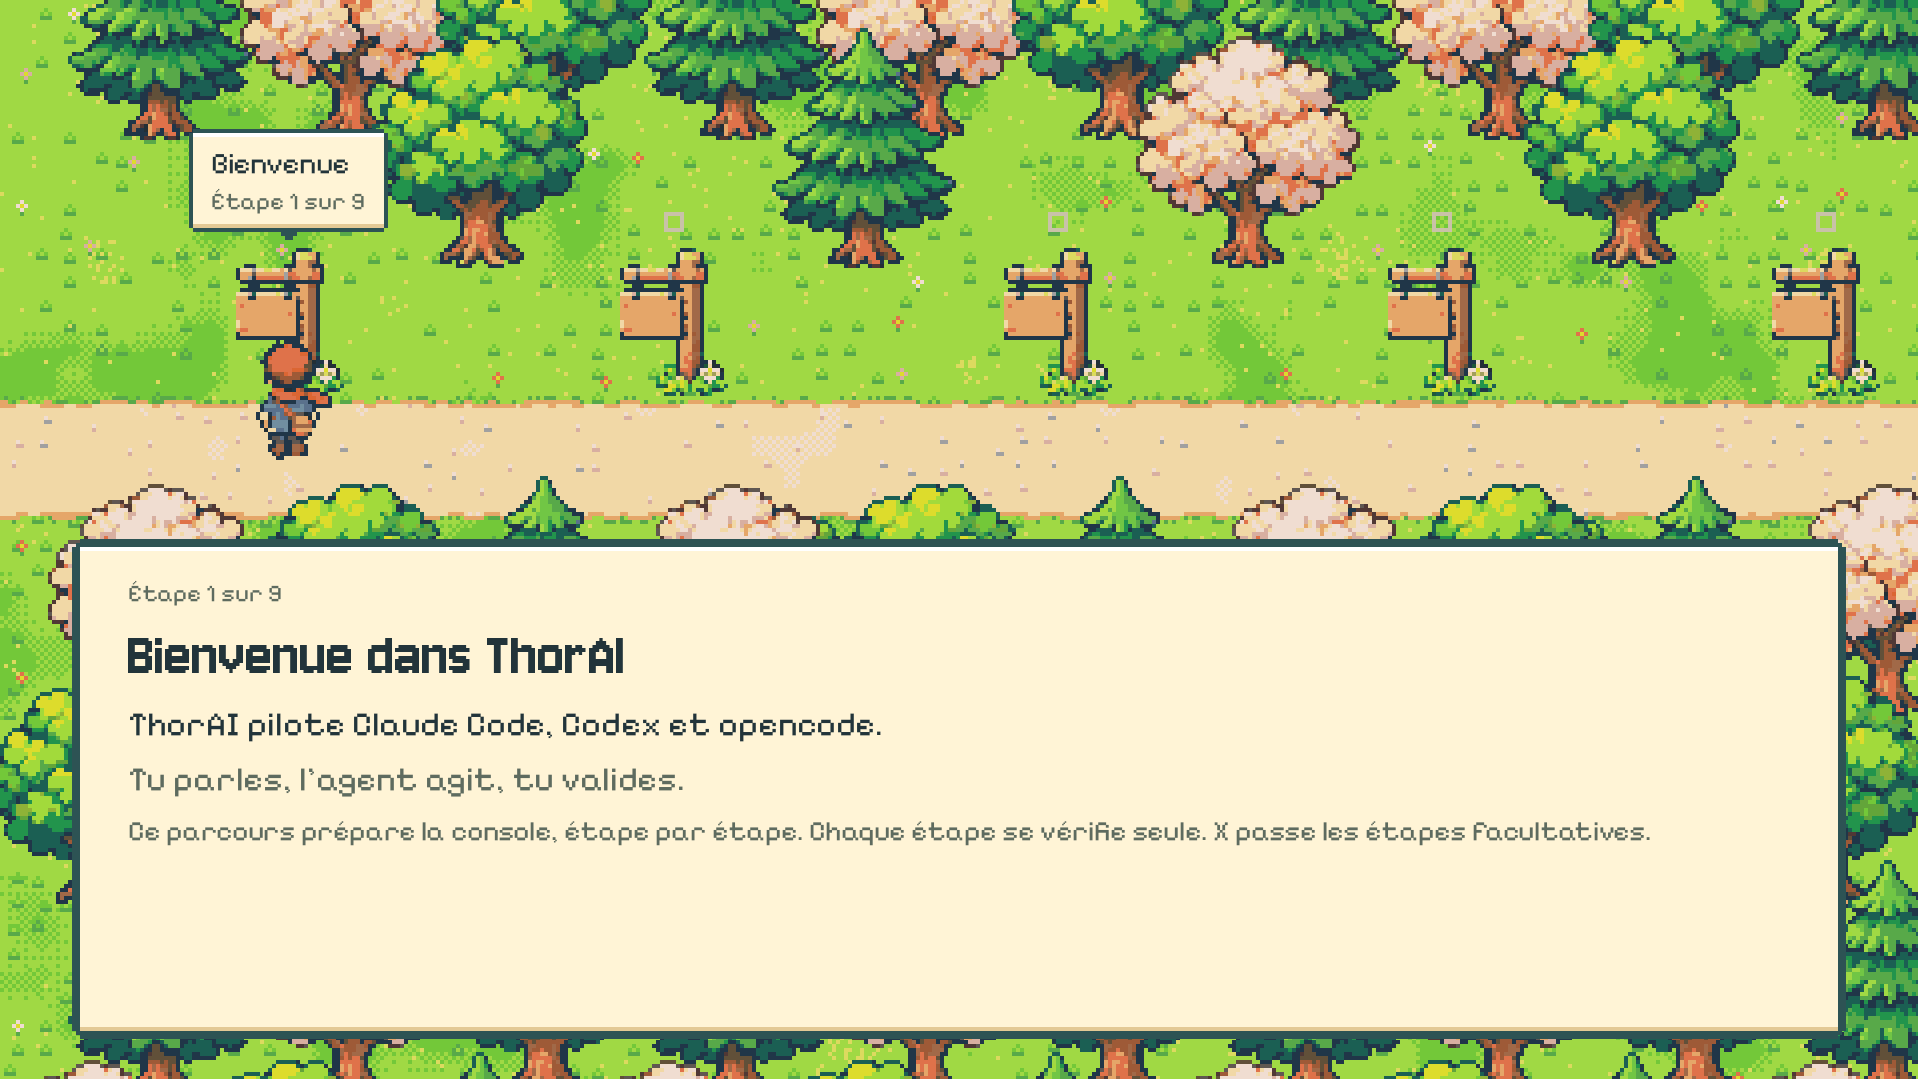 Bienvenue
Étape 1 sur 9
Étape 1 sur 9
Bienvenue dans ThorAI
ThorAI pilote Claude Code, Codex et opencode.
Tu parles, l'agent agit, tu valides.
Ce parcours prépare la console, étape par étape. Chaque étape se vérifie seule. X passe les étapes facultatives.